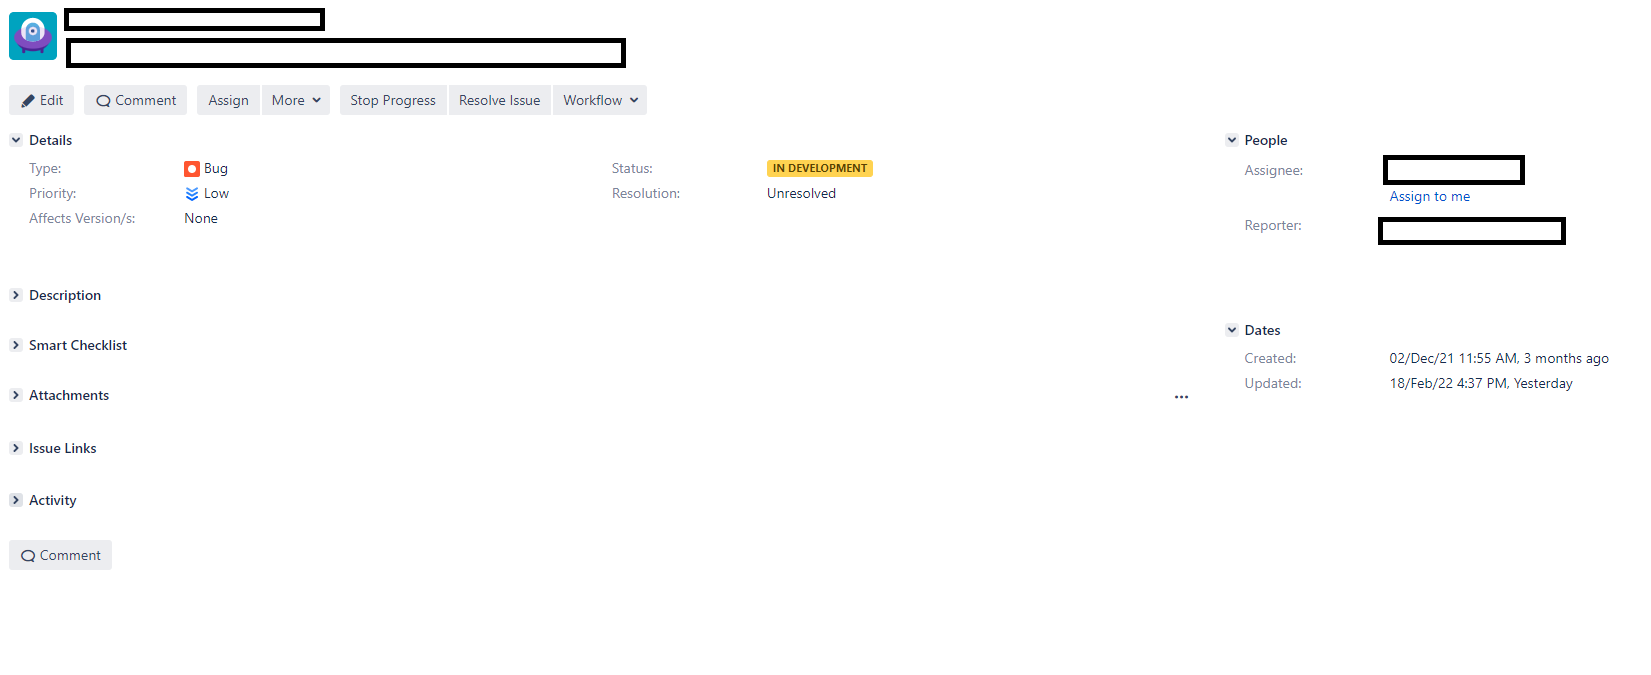 Edit Comment Assign More Stop Progress Resolve Issue Workflow
Details
Type: Bug
Priority: Low
Affects Version/s: None
Status: IN DEVELOPMENT
Resolution: Unresolved
Description
Smart Checklist
Attachments
Issue Links
Activity
Comment
People
Assignee:
Assign to me
Reporter:
Dates
Created: 02/Dec/21 11:55 AM, 3 months ago
Updated: 18/Feb/22 4:37 PM, Yesterday